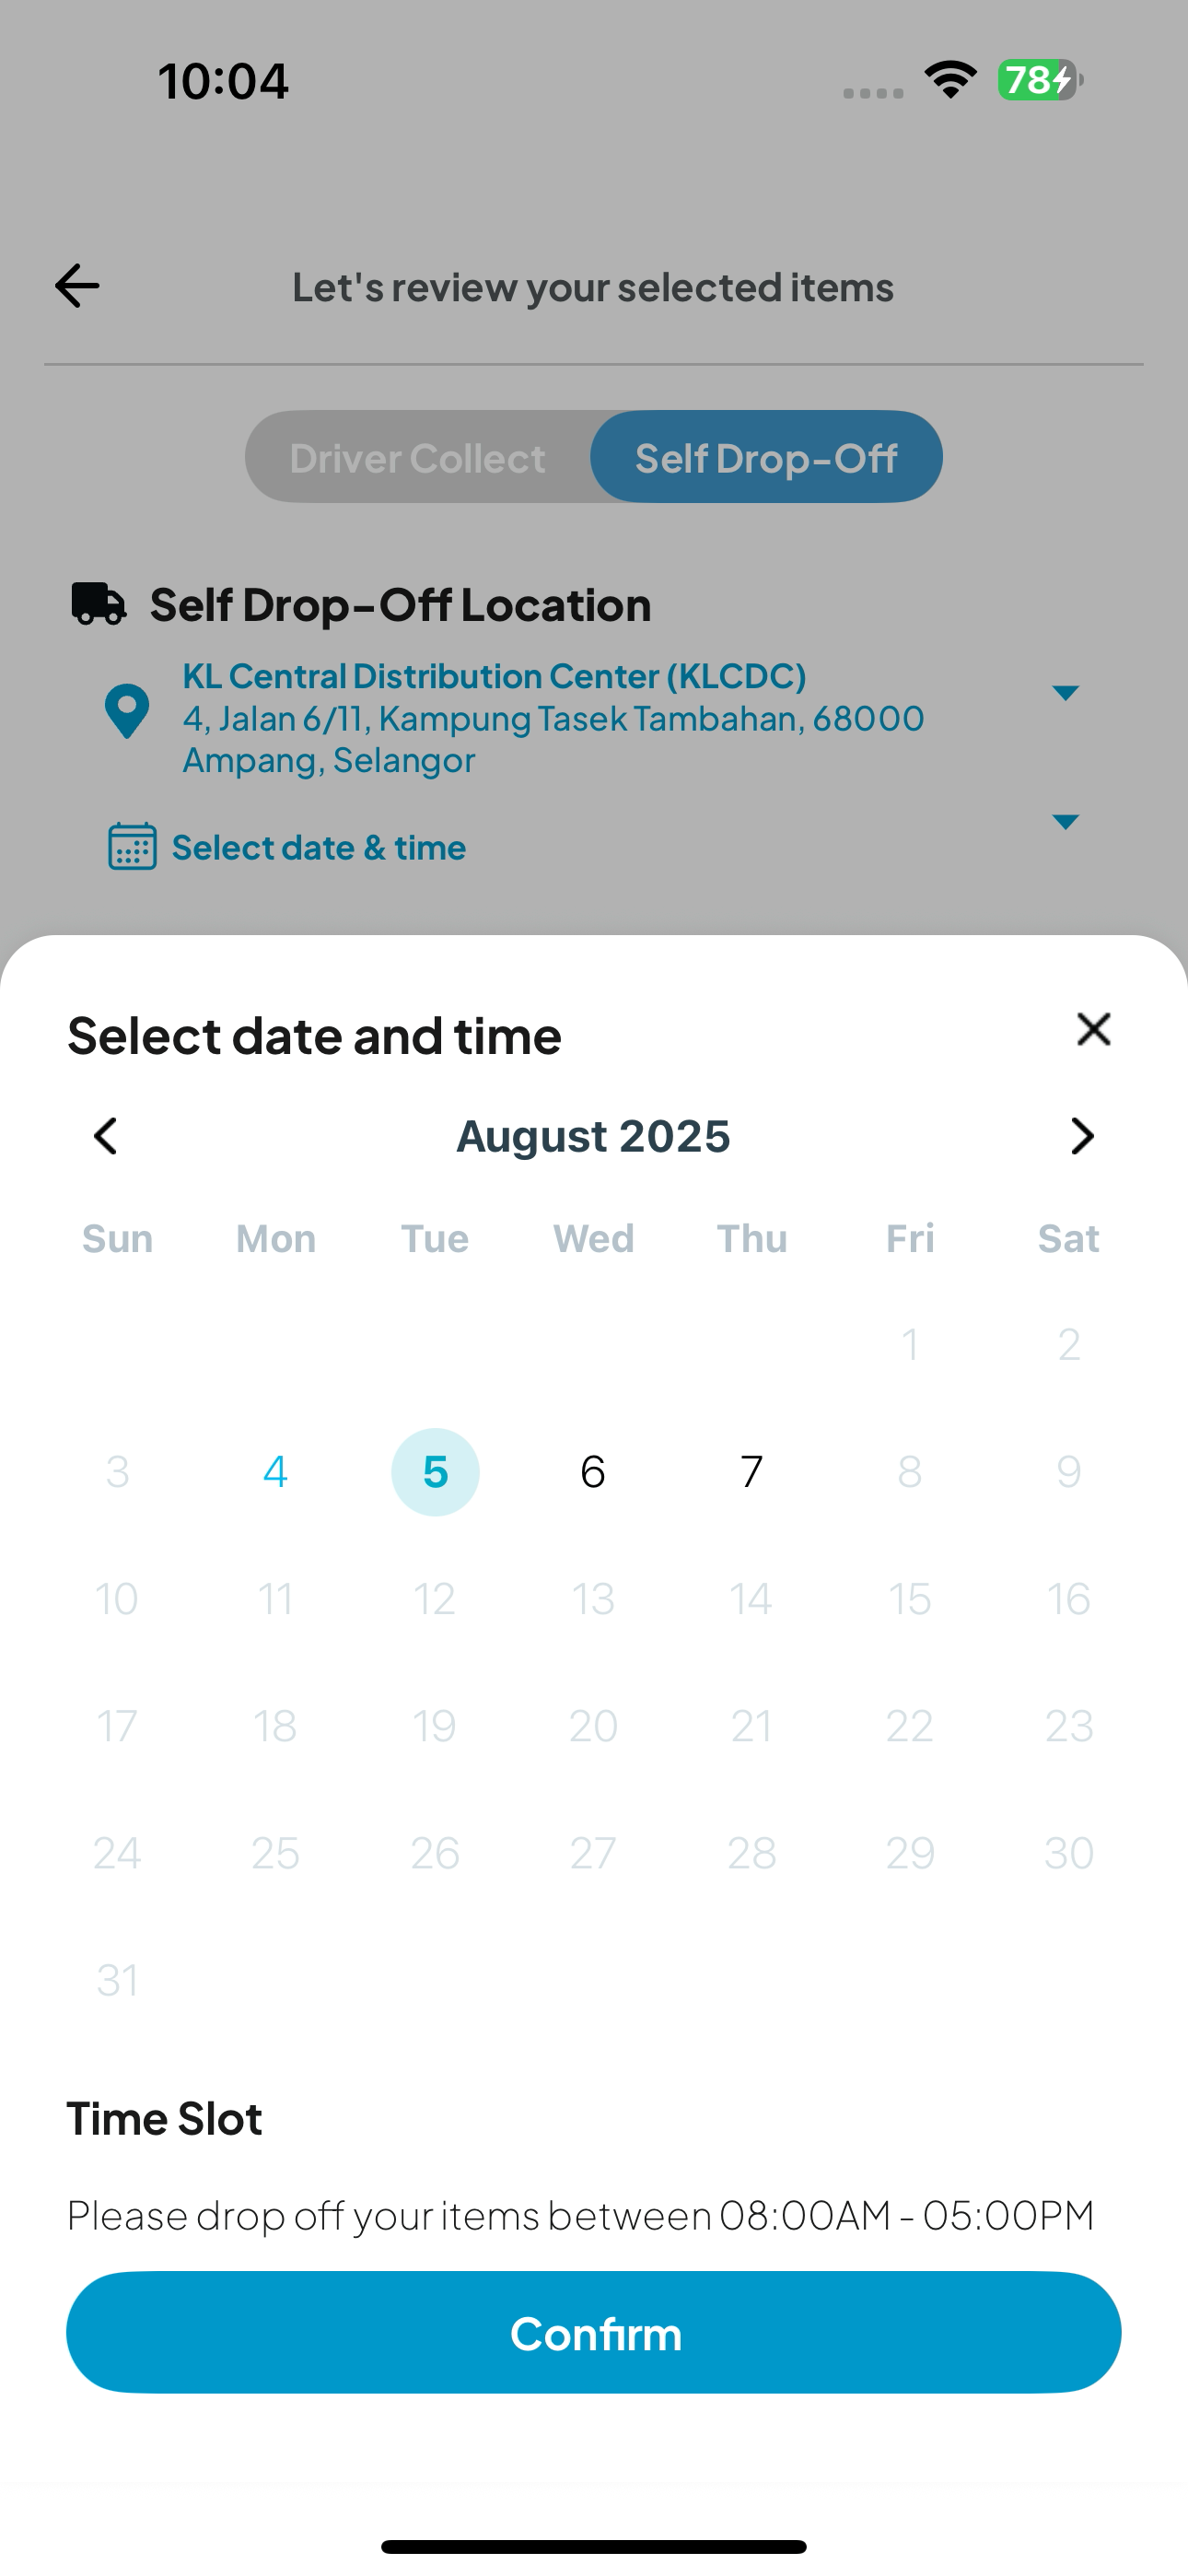 10:04
78
Let's review your selected items
Driver Collect Self Drop-Off
Self Drop-Off Location
KL Central Distribution Center (KLCDC)
4, Jalan 6/11, Kampung Tasek Tambahan, 68000
Ampang, Selangor
Select date & time
Select date and time
August 2025
Sun Mon Tue Wed Thu Fri Sat
1 2
3 4 5 6 7 8 9
10 11 12 13 14 15 16
17 18 19 20 21 22 23
24 25 26 27 28 29 30
31
Time Slot
Please drop off your items between 08:00AM - 05:00PM
Confirm